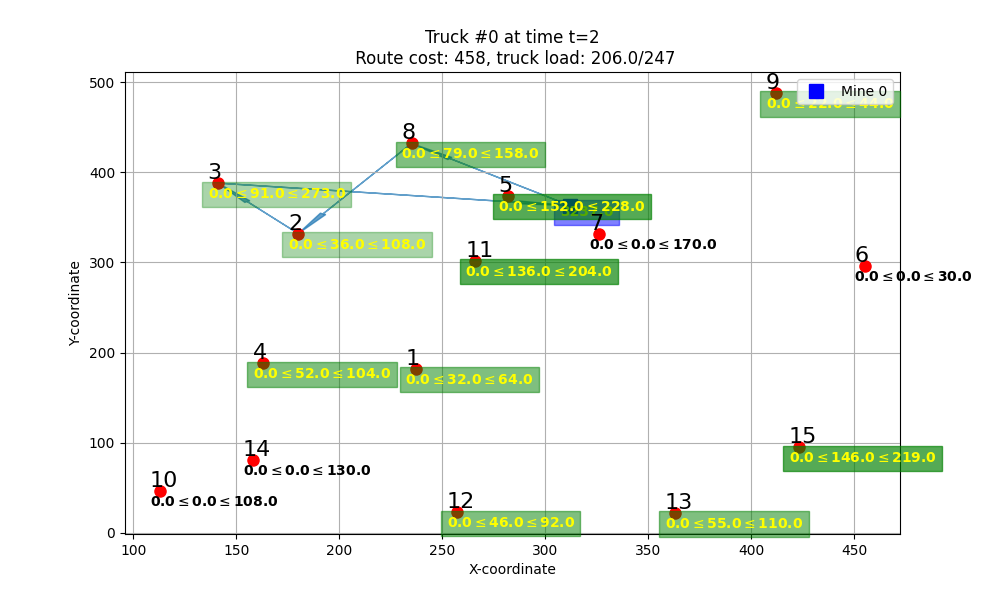 Truck #0 at time t=2
Route cost: 458, truck load: 206.0/247
Mine 0
Y-coordinate
500
400
300
200
100
0
9
8
0.0 ≤ 79.0 ≤ 158.0
3
0.0 ≤ 91.0 ≤ 273.0
5
0.0 ≤ 152.0 ≤ 228.0
2
0.0 ≤ 36.0 ≤ 108.0
7
0.0 ≤ 0.0 ≤ 170.0
11
0.0 ≤ 136.0 ≤ 204.0
6
0.0 ≤ 0.0 ≤ 30.0
4
0.0 ≤ 52.0 ≤ 104.0
1
0.0 ≤ 32.0 ≤ 64.0
14
0.0 ≤ 0.0 ≤ 130.0
15
0.0 ≤ 146.0 ≤ 219.0
10
0.0 ≤ 0.0 ≤ 108.0
12
0.0 ≤ 46.0 ≤ 92.0
13
0.0 ≤ 55.0 ≤ 110.0
100 150 200 250 300 350 400 450
X-coordinate